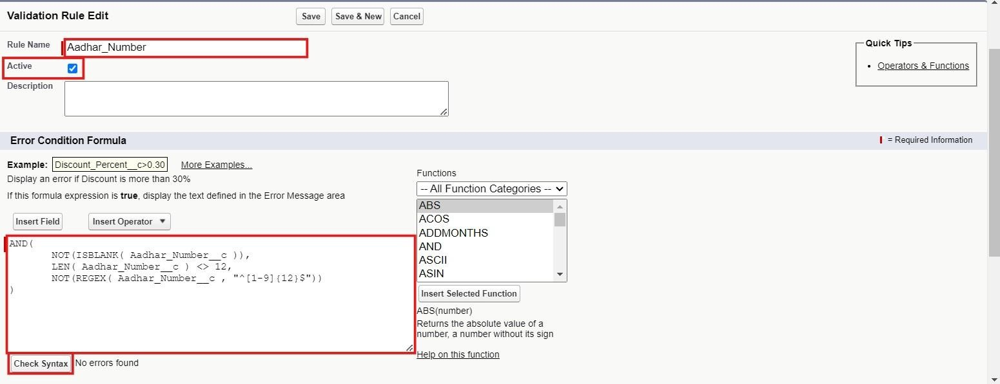 Validation Rule Edit
Save
Save & New
Cancel
Rule Name
Aadhar_Number
Active
Description
Quick Tips
• Operators & Functions
Error Condition Formula
= Required Information
Example: Discount_Percent__c>0.30 More Examples...
Display an error if Discount is more than 30%
If this formula expression is true, display the text defined in the Error Message area
Insert Field
Insert Operator
AND(
NOT(ISBLANK( Aadhar_Number__c )),
LEN( Aadhar_Number__c ) <> 12,
NOT(REGEX( Aadhar_Number__c , "^[1-9]{12}$"))
)
Check Syntax No errors found
Functions
-- All Function Categories --
ABS
ACOS
ADDMONTHS
AND
ASCII
ASIN
Insert Selected Function
ABS(number)
Returns the absolute value of a
number, a number without its sign
Help on this function